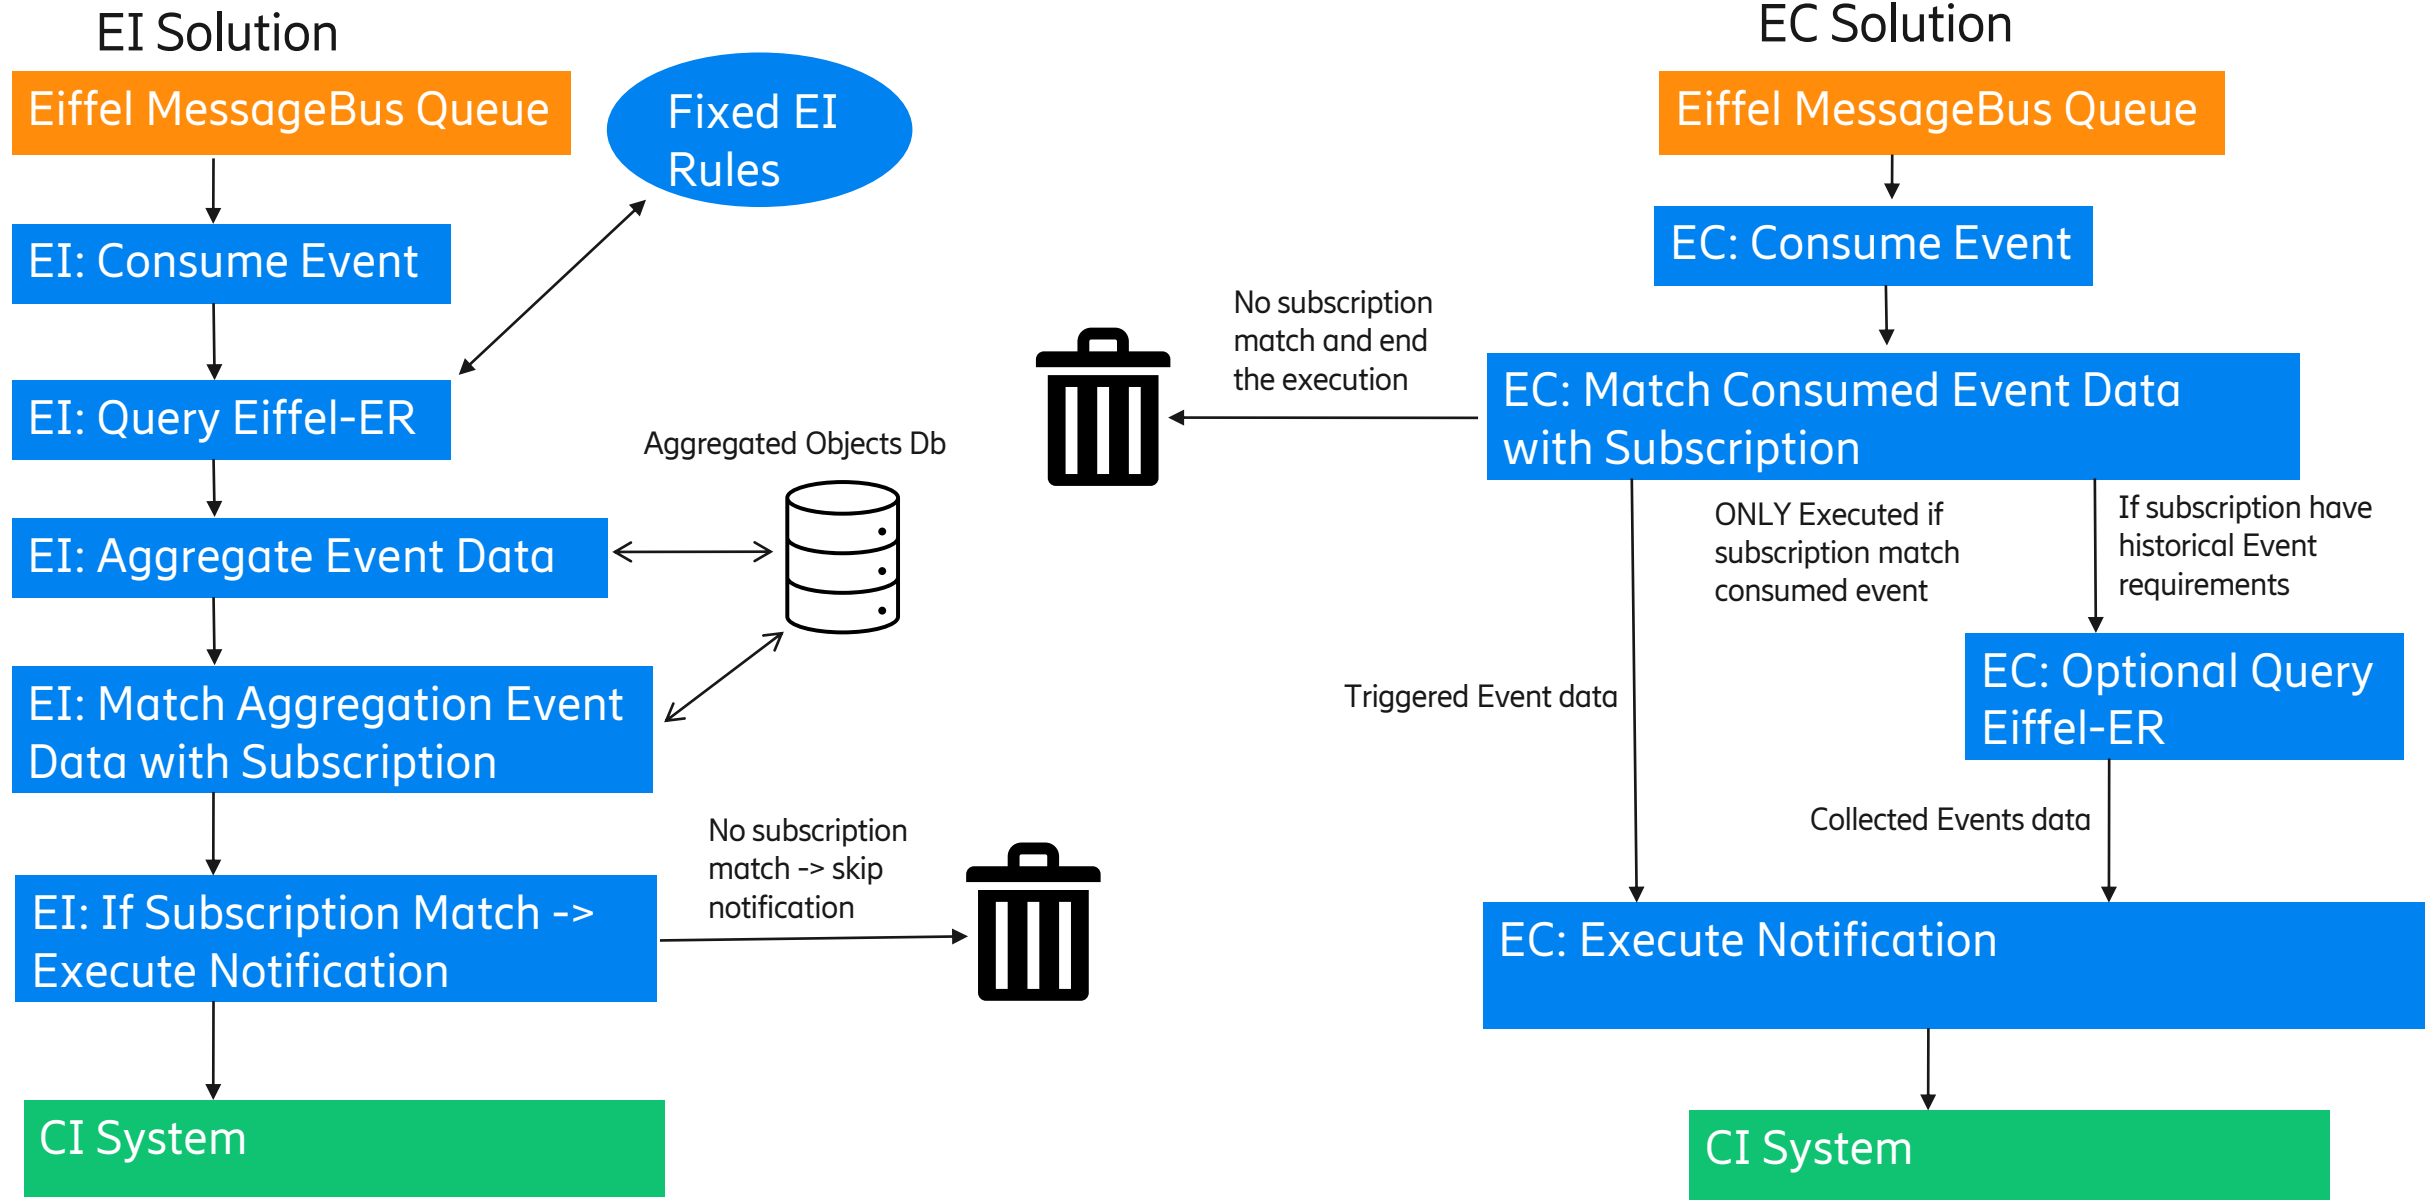 EI Solution
Eiffel MessageBus Queue
Fixed EI
Rules
EI: Consume Event
EI: Query Eiffel-ER
Aggregated Objects Db
EI: Aggregate Event Data
EI: Match Aggregation Event
Data with Subscription
No subscription
match -> skip
notification
EI: If Subscription Match ->
Execute Notification
CI System
EC Solution
Eiffel MessageBus Queue
EC: Consume Event
No subscription
match and end
the execution
EC: Match Consumed Event Data
with Subscription
ONLY Executed if
subscription match
consumed event
If subscription have
historical Event
requirements
EC: Optional Query
Eiffel-ER
Triggered Event data
Collected Events data
EC: Execute Notification
CI System